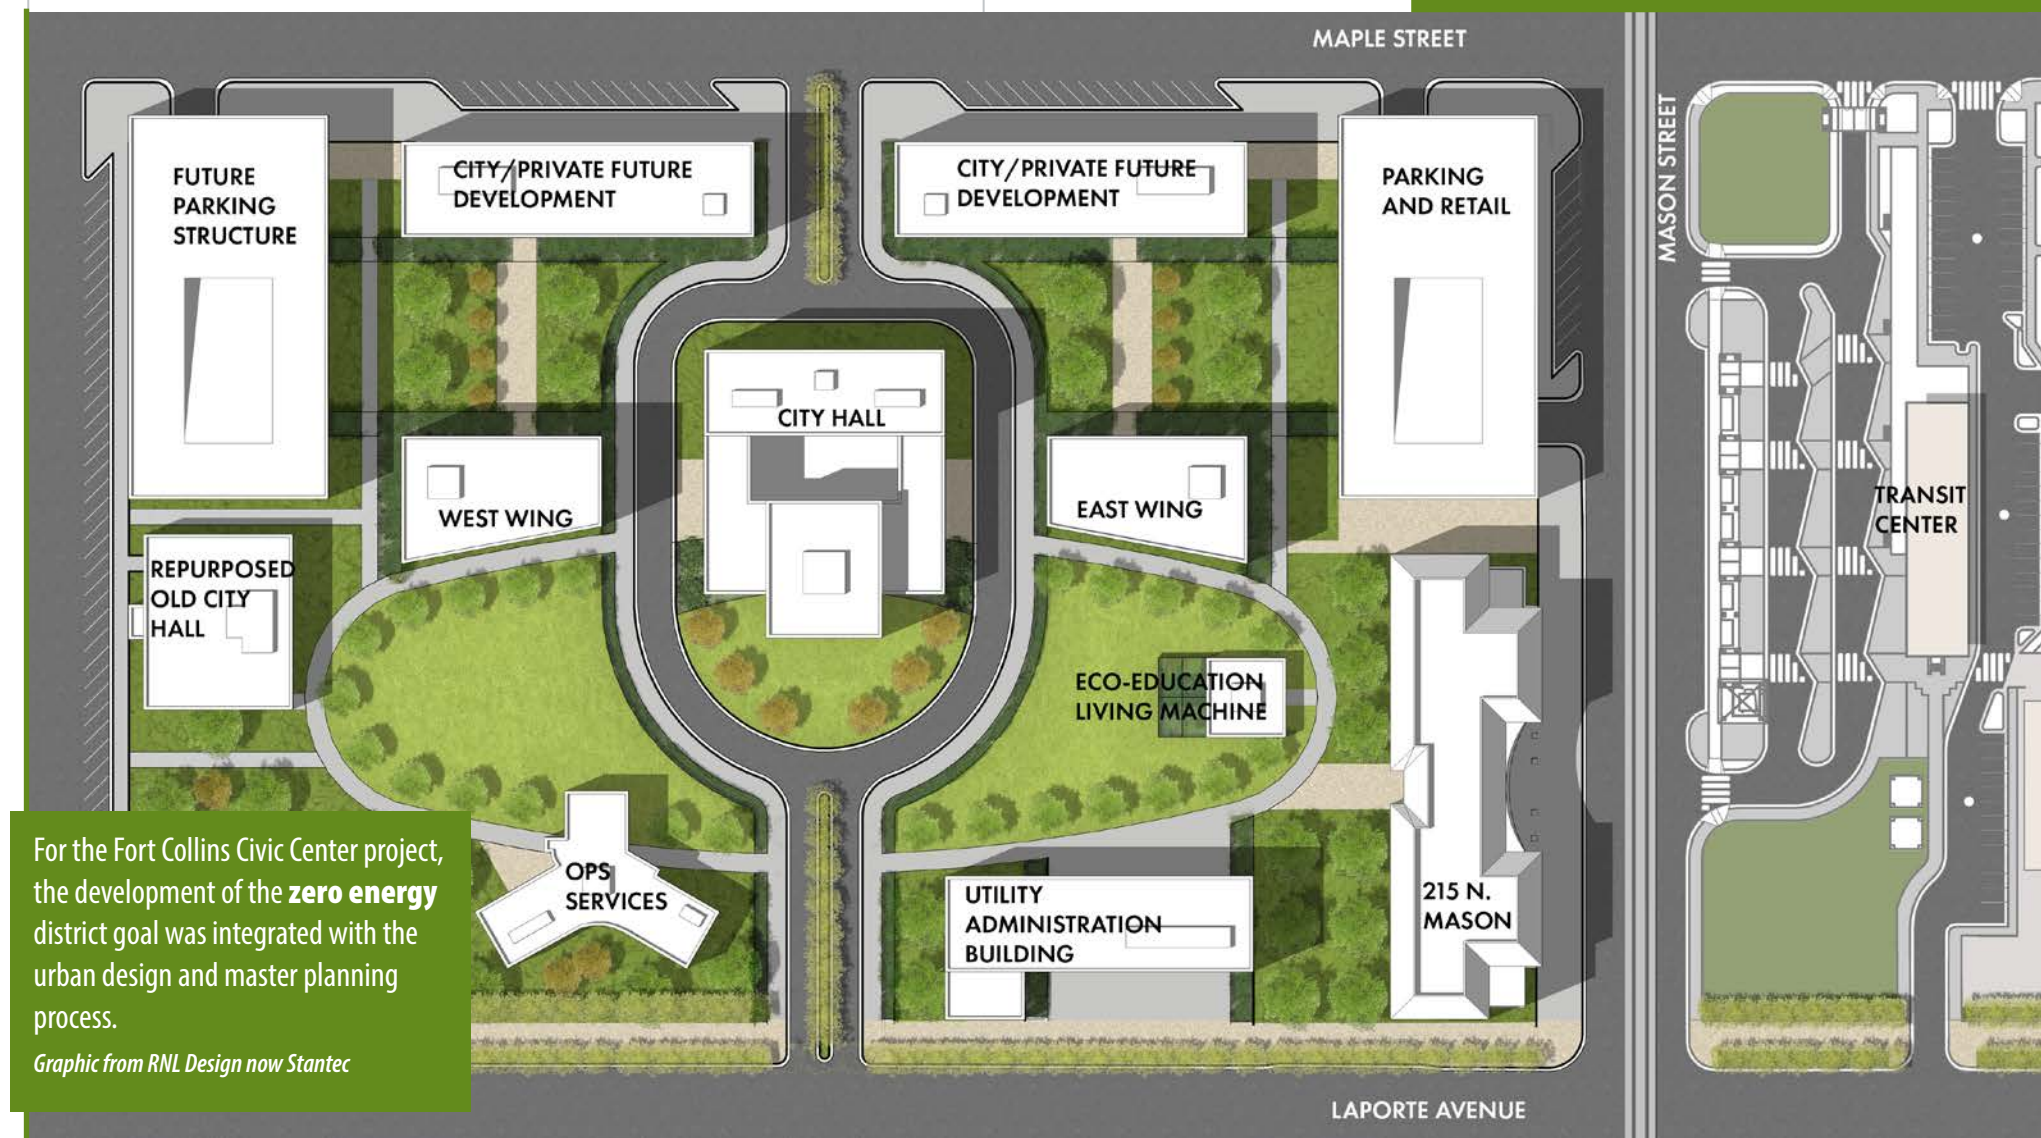 MAPLE STREET
MASON STREET
FUTURE
PARKING
STRUCTURE
CITY/PRIVATE FUTURE
DEVELOPMENT
CITY/PRIVATE FUTURE
DEVELOPMENT
PARKING
AND RETAIL
CITY HALL
WEST WING
EAST WING
TRANSIT
CENTER
REPURPOSED
OLD CITY
HALL
ECO-EDUCATION
LIVING MACHINE
OPS
SERVICES
UTILITY
ADMINISTRATION
BUILDING
215 N.
MASON
For the Fort Collins Civic Center project,
the development of the zero energy
district goal was integrated with the
urban design and master planning
process.
Graphic from RNL Design now Stantec
LAPORTE AVENUE